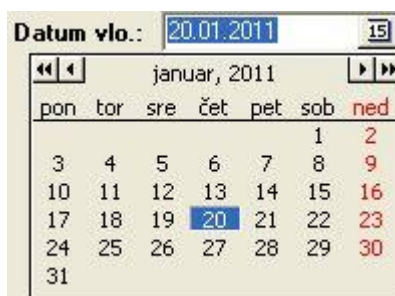 Datum vlo.: 20.01.2011 15
januar, 2011
pon tor sre čet pet sob ned
1 2
3 4 5 6 7 8 9
10 11 12 13 14 15 16
17 18 19 20 21 22 23
24 25 26 27 28 29 30
31